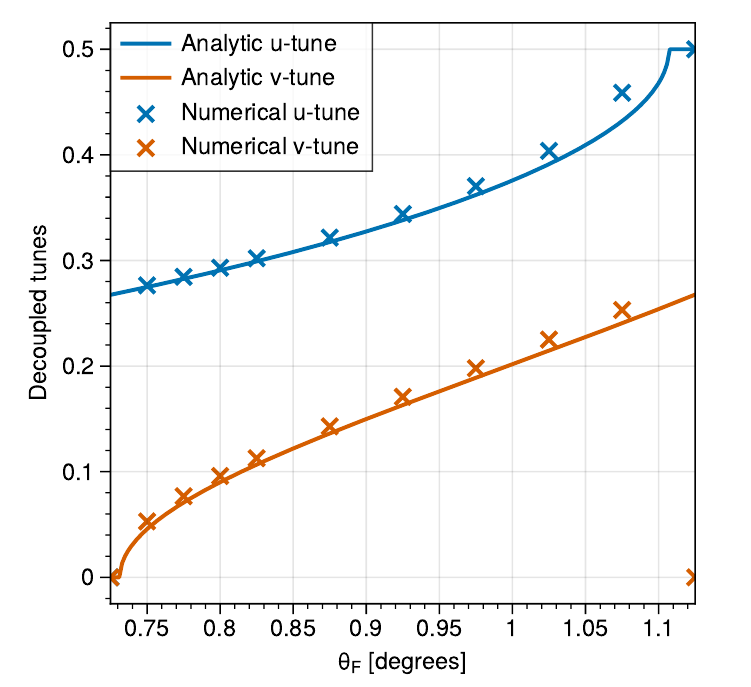 Analytic u-tune
Analytic v-tune
Numerical u-tune
Numerical v-tune
Decoupled tunes
0.5
0.4
0.3
0.2
0.1
0
0.75 0.8 0.85 0.9 0.95 1 1.05 1.1
θF [degrees]